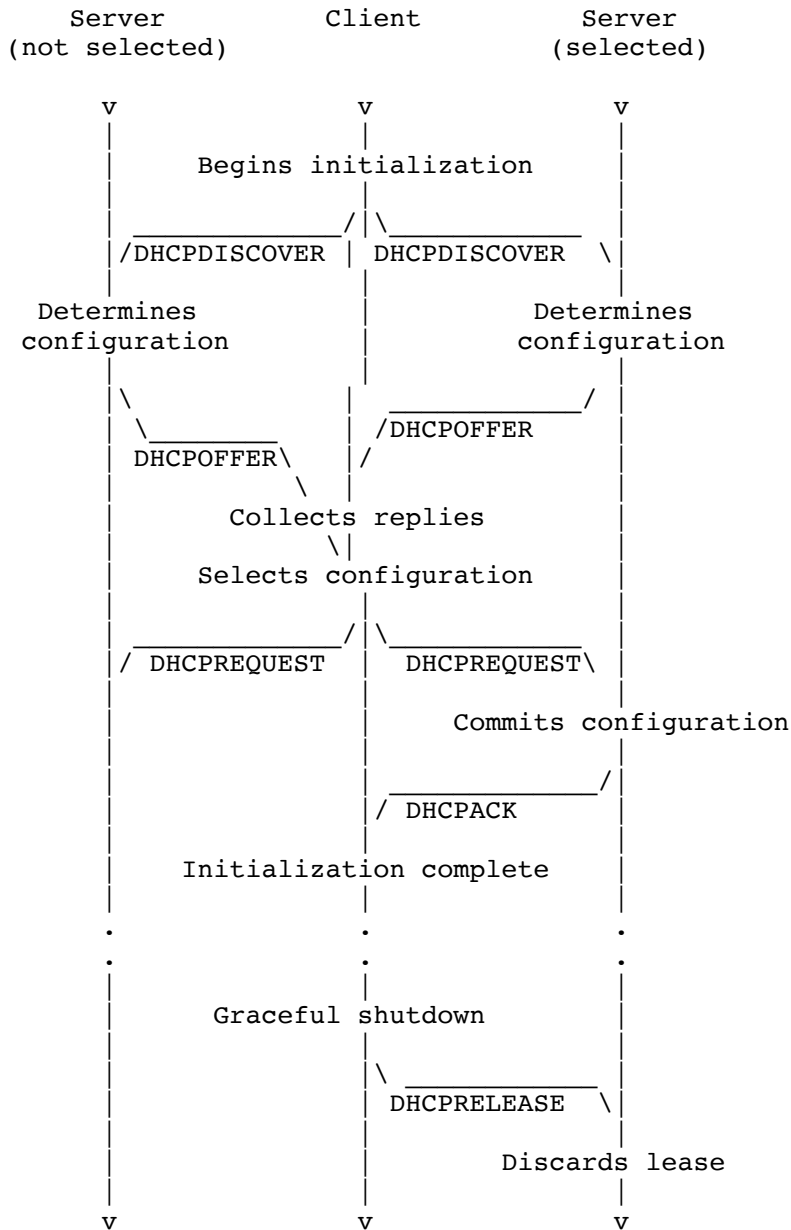 Server Client Server
(not selected) (selected)
v v v
Begins initialization
DHCPDISCOVER DHCPDISCOVER
Determines Determines
configuration configuration
DHCPOFFER
DHCPOFFER
Collects replies
Selects configuration
DHCPREQUEST DHCPREQUEST
Commits configuration
DHCPACK
Initialization complete
. . .
. . .
Graceful shutdown
DHCPRELEASE
Discards lease
v v v